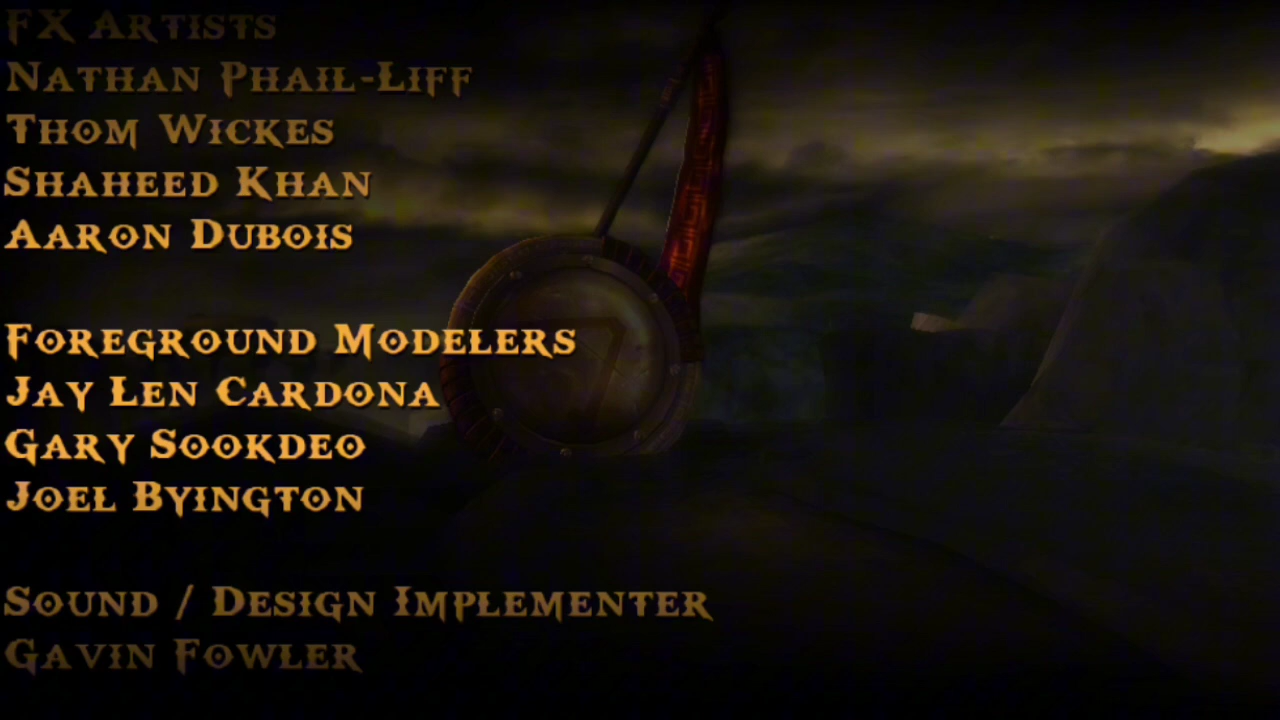 FX Artists
Nathan Phail-Liff
Thom Wickes
Shaheed Khan
Aaron Dubois
Foreground Modelers
Jay Len Cardona
Gary Sookdeo
Joel Byington
Sound / Design Implementer
Gavin Fowler